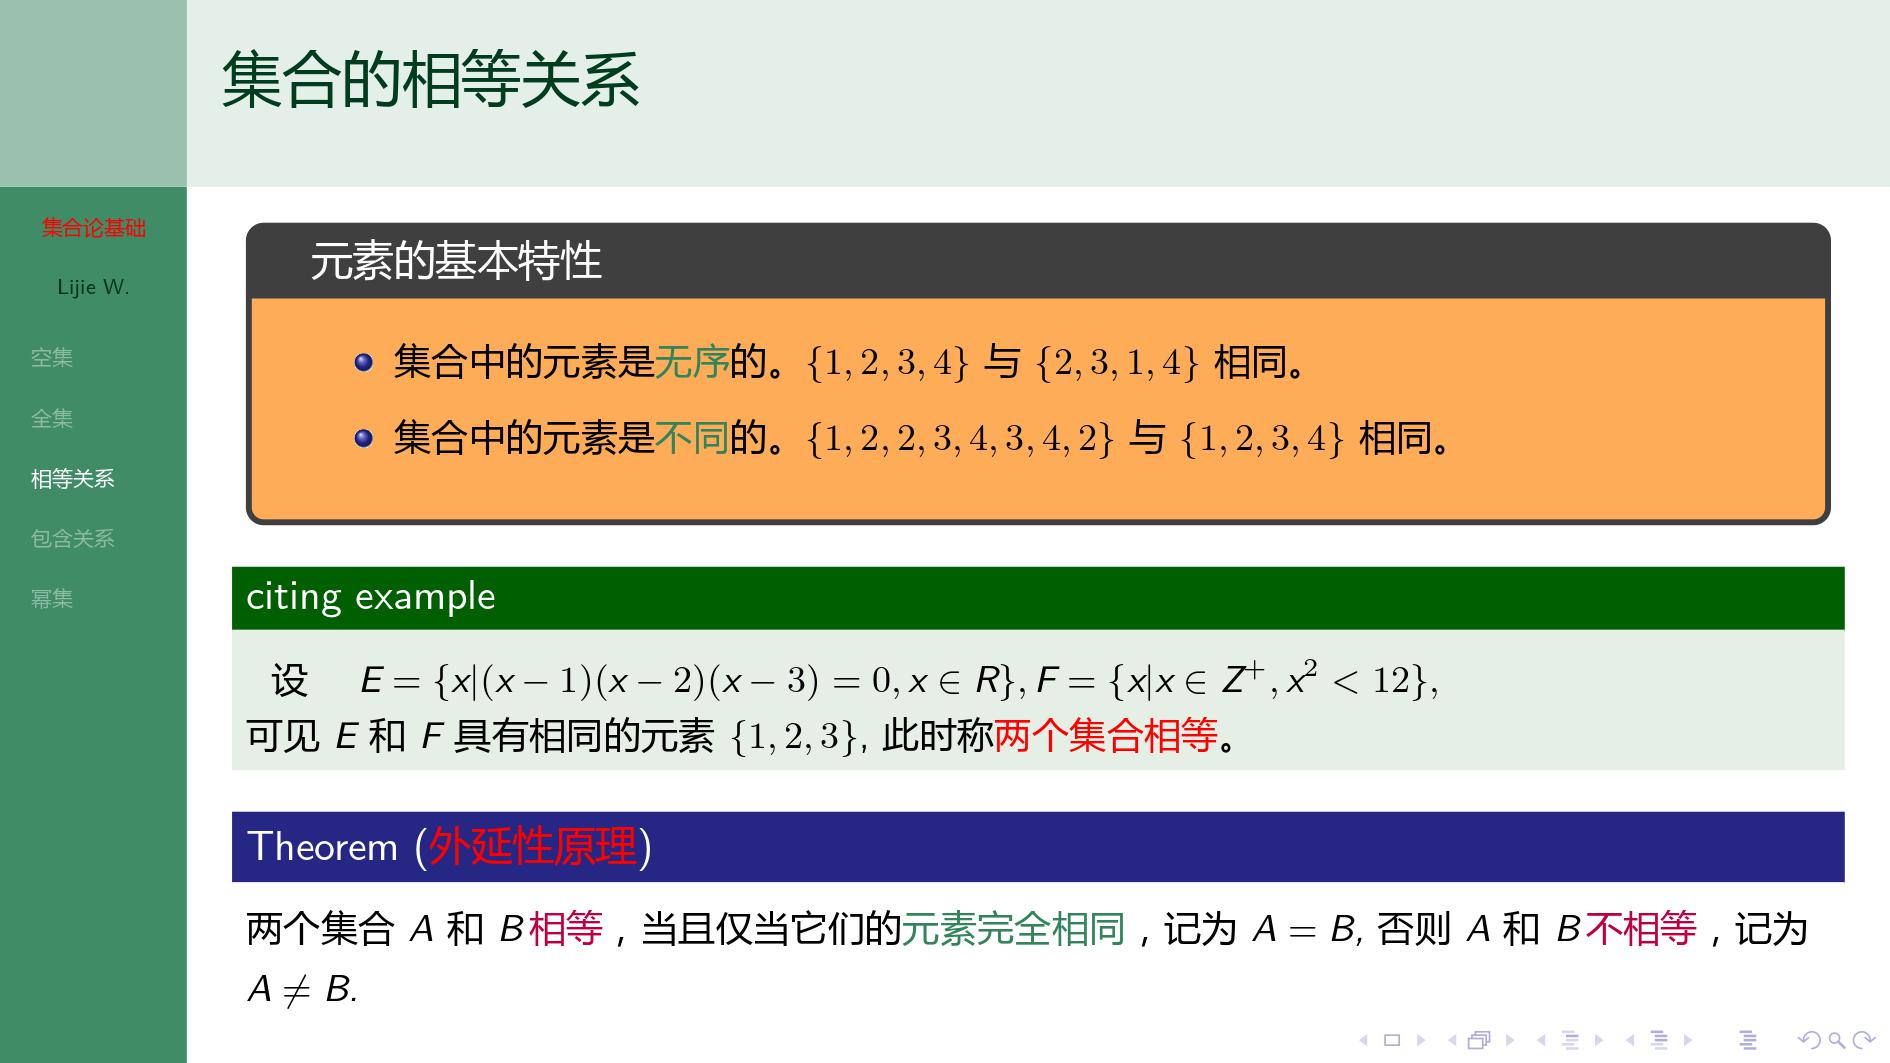 集合的相等关系
集合论基础
Lijie W.
空集
全集
相等关系
包含关系
幂集
元素的基本特性
集合中的元素是无序的。{1, 2, 3, 4} 与 {2, 3, 1, 4} 相同。
集合中的元素是不同的。{1, 2, 2, 3, 4, 3, 4, 2} 与 {1, 2, 3, 4} 相同。
citing example
设 E = {x|(x − 1)(x − 2)(x − 3) = 0, x ∈ R}, F = {x|x ∈ Z⁺, x² < 12},
可见 E 和 F 具有相同的元素 {1, 2, 3}, 此时称两个集合相等。
Theorem (外延性原理)
两个集合 A 和 B 相等，当且仅当它们的元素完全相同，记为 A = B, 否则 A 和 B 不相等，记为
A ≠ B.